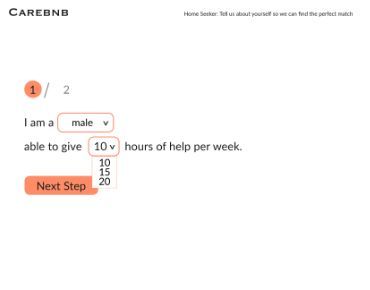 CAREBNB
Home Seeker: Tell us about yourself so we can find the perfect match
1 / 2
I am a male v
able to give 10 v hours of help per week.
10
15
20
Next Step